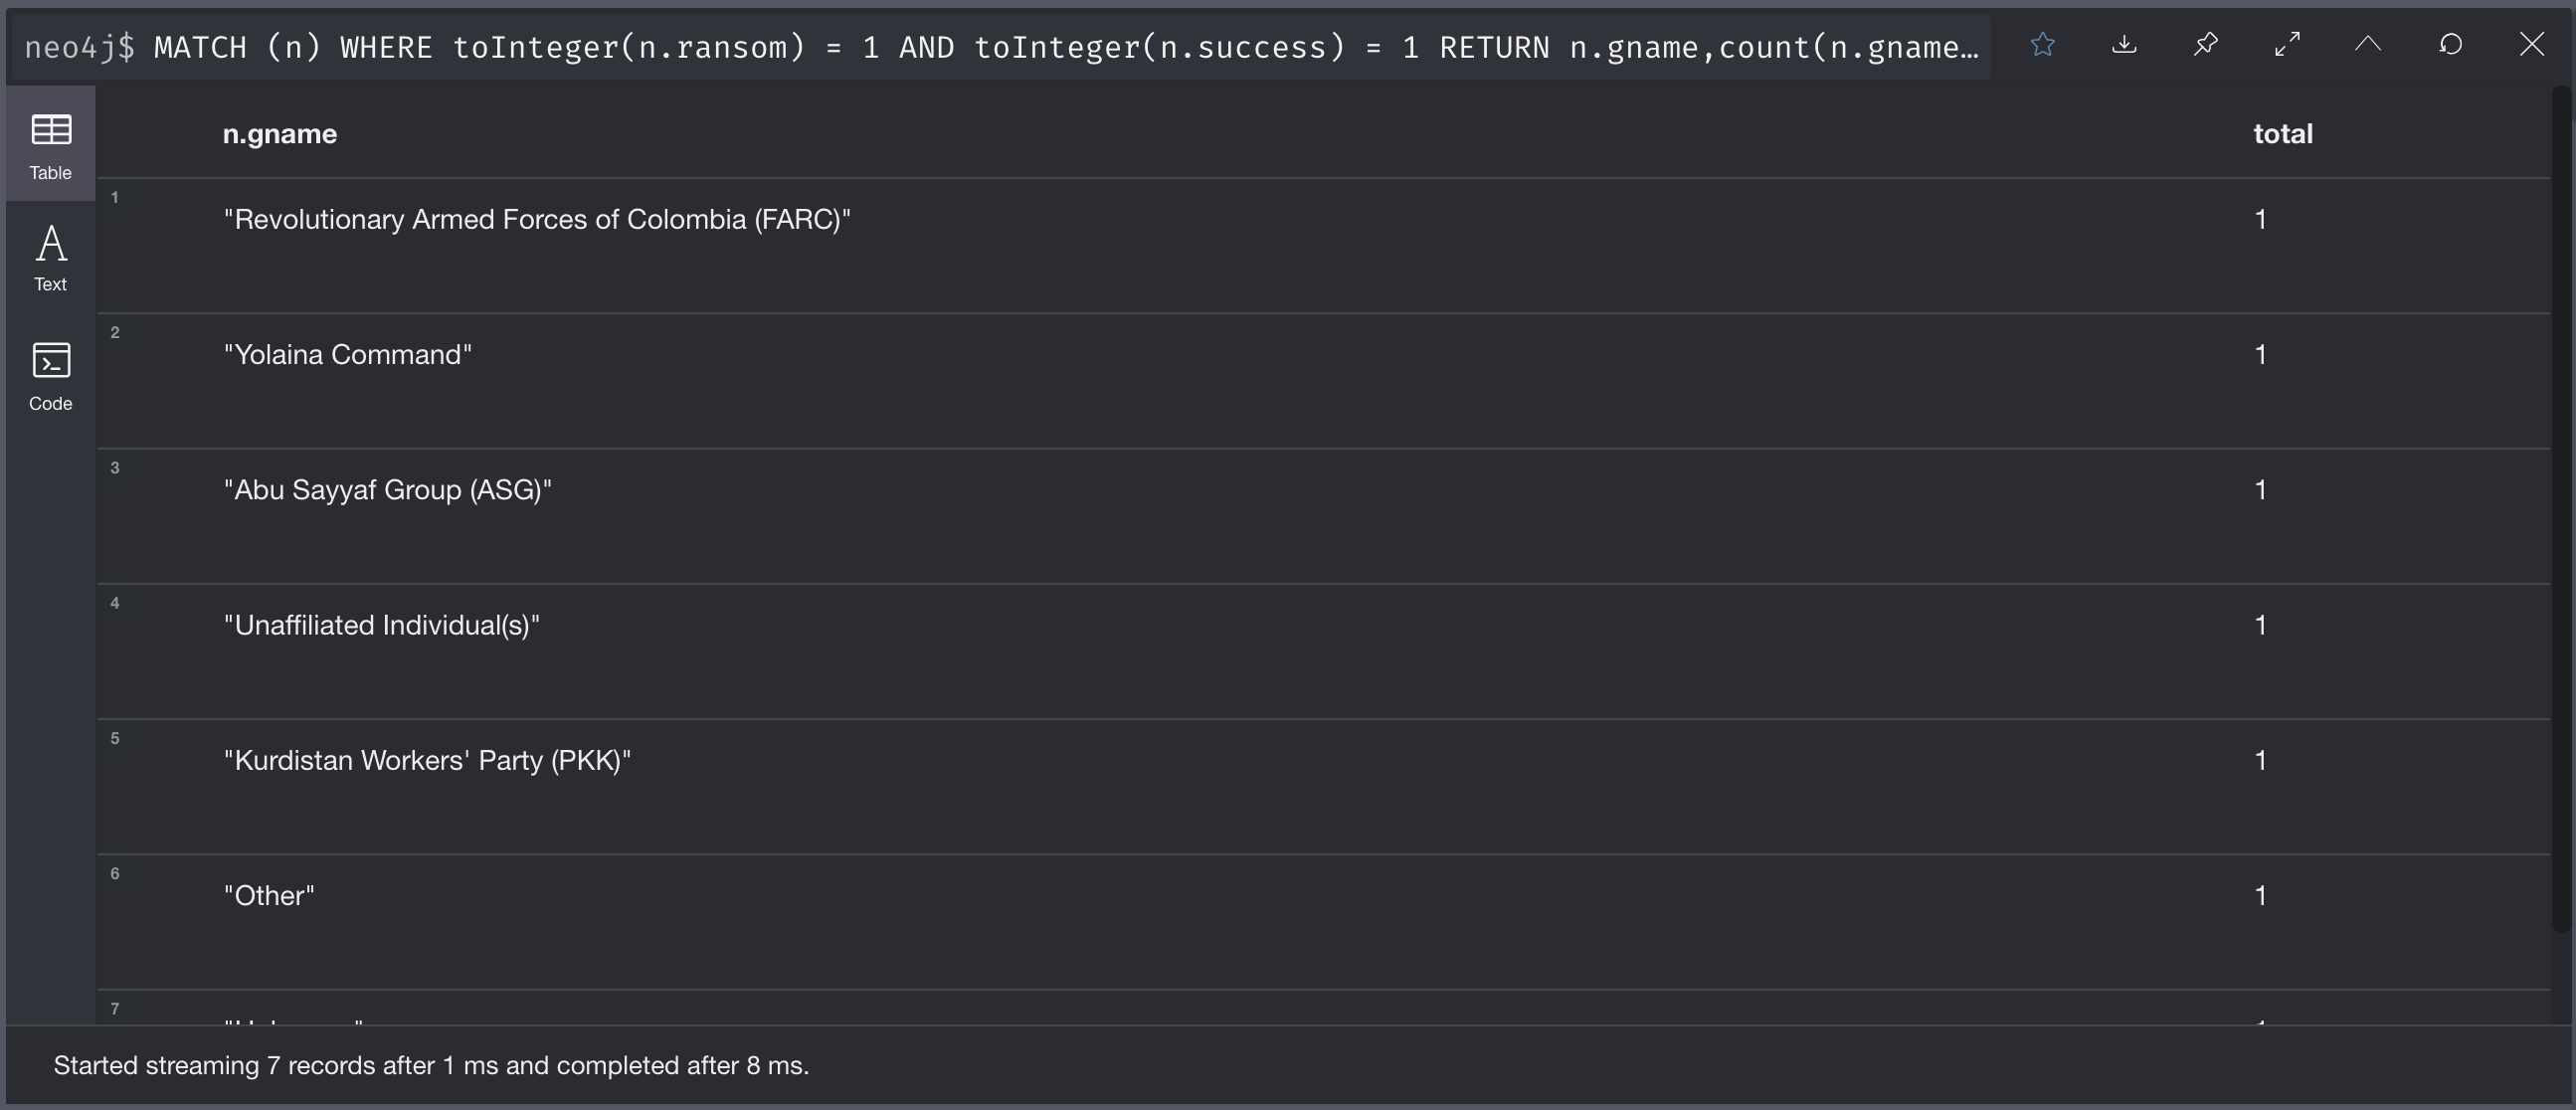 neo4j$ MATCH (n) WHERE toInteger(n.ransom) = 1 AND toInteger(n.success) = 1 RETURN n.gname,count(n.gname…
Table
Text
Code
n.gname total
1 "Revolutionary Armed Forces of Colombia (FARC)" 1
2 "Yolaina Command" 1
3 "Abu Sayyaf Group (ASG)" 1
4 "Unaffiliated Individual(s)" 1
5 "Kurdistan Workers' Party (PKK)" 1
6 "Other" 1
7
Started streaming 7 records after 1 ms and completed after 8 ms.